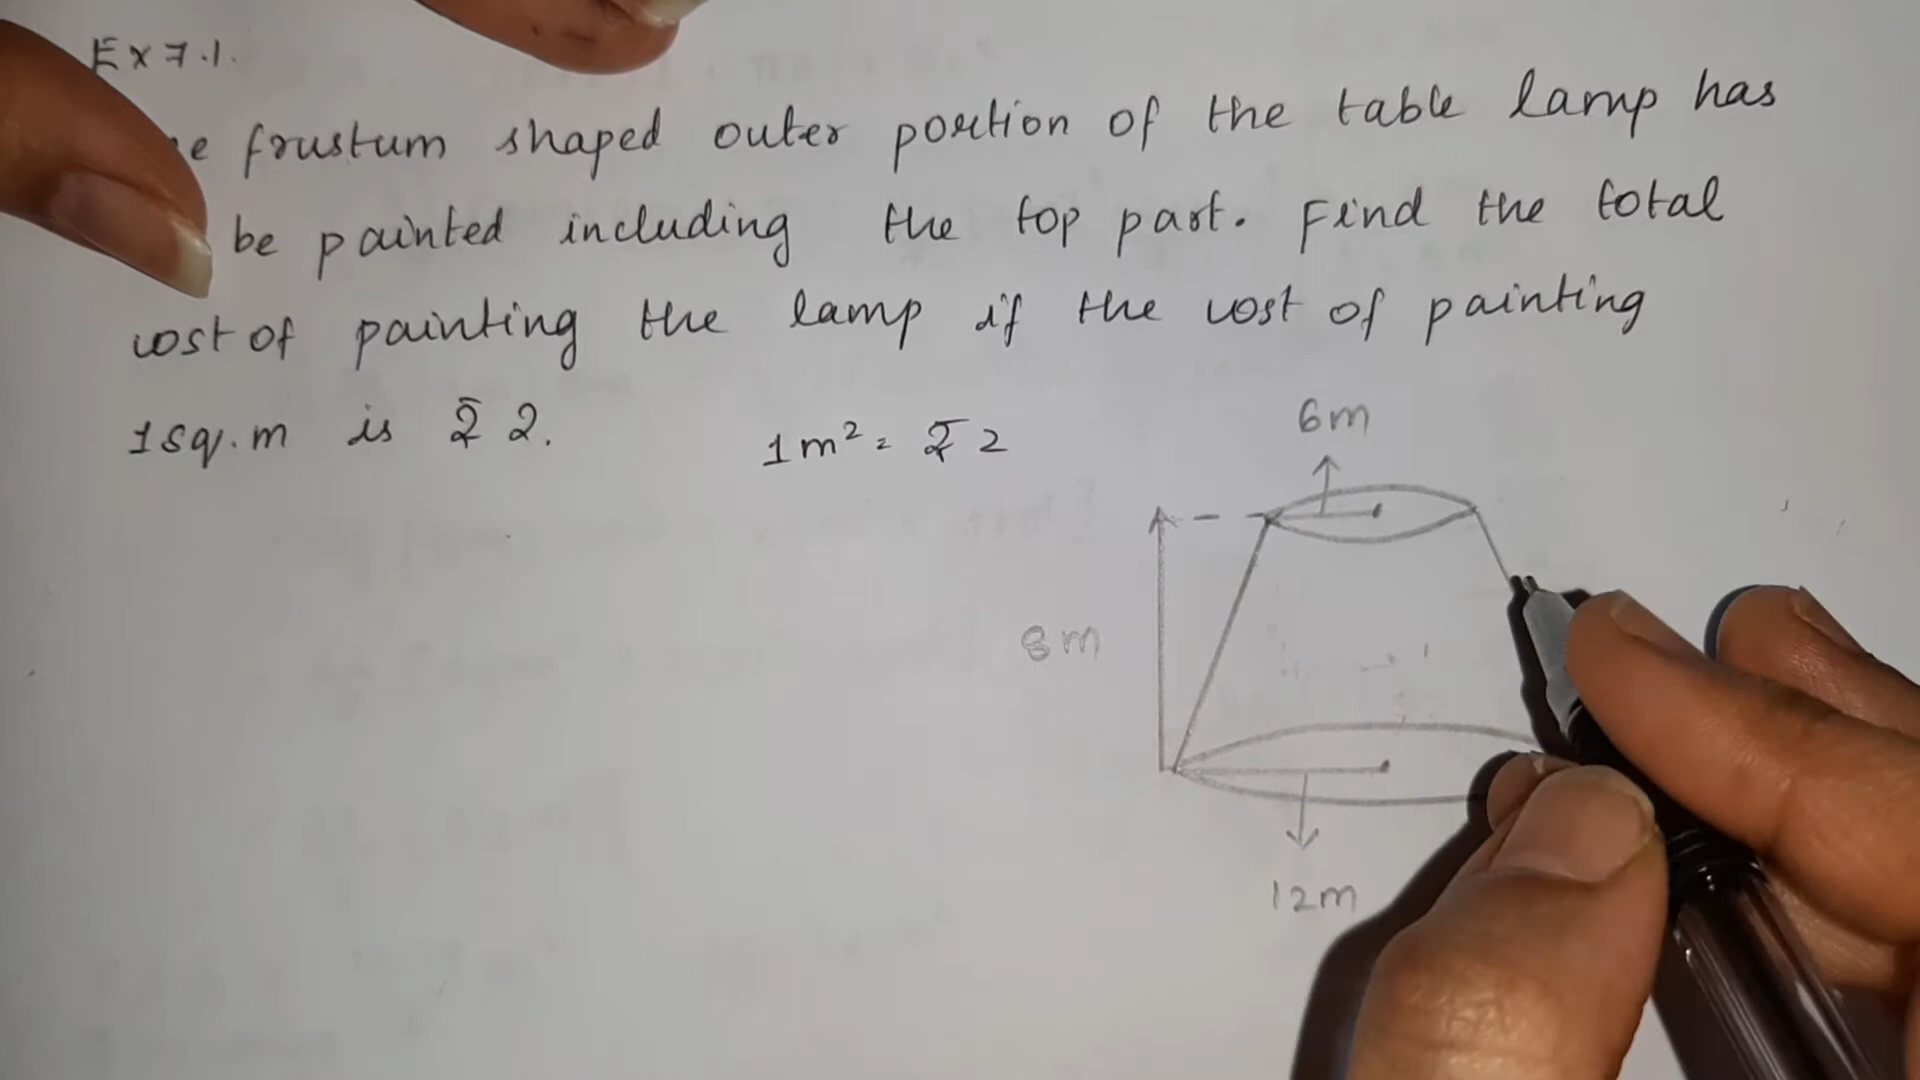 Ex 7.1.
frustum shaped outer portion of the table lamp has
be painted including the top part. Find the total
cost of painting the lamp if the cost of painting
1 sq.m is ₹ 2.
1m² = ₹ 2
6m
8m
12m